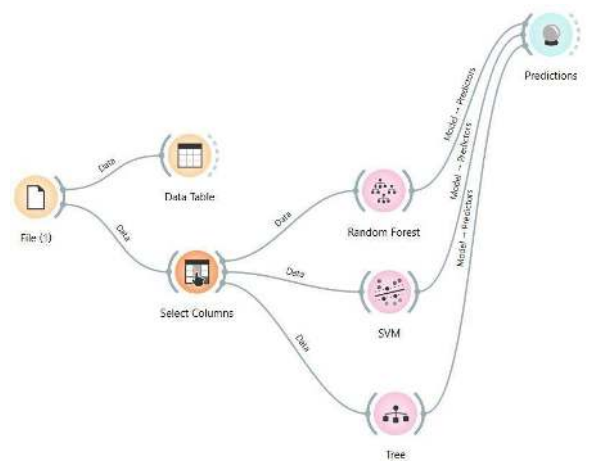 Predictions
Model → Predictors
Model → Predictors
Model → Predictors
Data
Data Table
File (1)
Data
Data
Random Forest
Select Columns
Data
SVM
Data
Tree